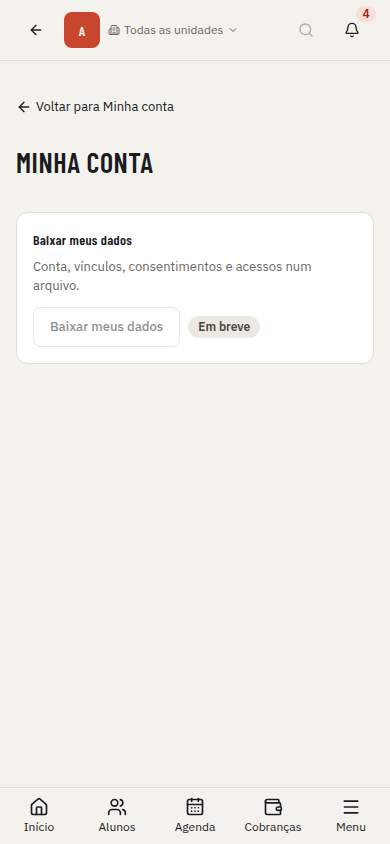 A
Todas as unidades
4
Voltar para Minha conta
MINHA CONTA
Baixar meus dados
Conta, vínculos, consentimentos e acessos num
arquivo.
Baixar meus dados
Em breve
Início
Alunos
Agenda
Cobranças
Menu